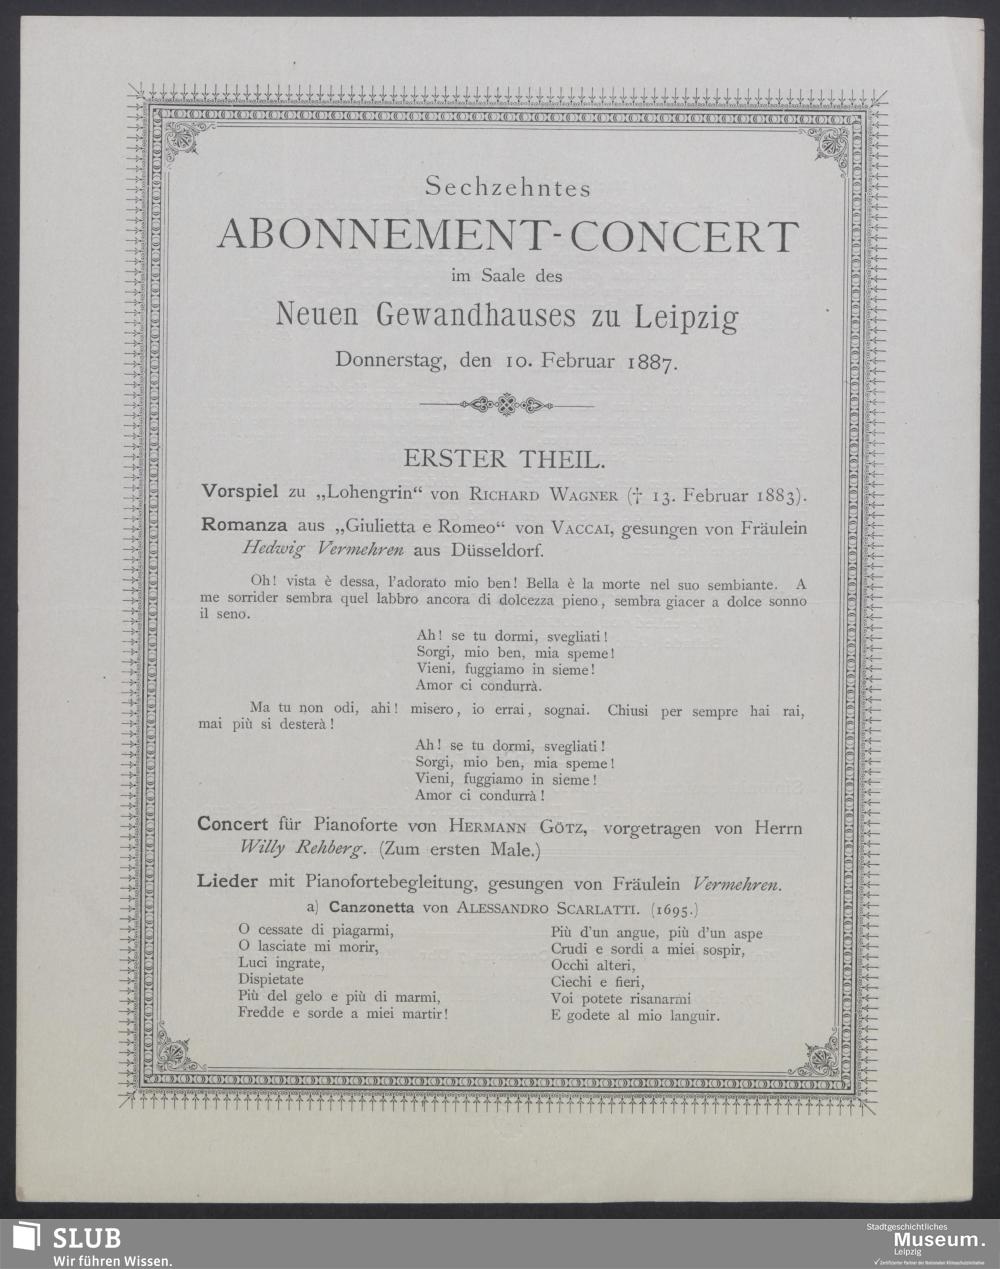 Sechzehntes
ABONNEMENT-CONCERT
im Saale des
Neuen Gewandhauses zu Leipzig
Donnerstag, den 10. Februar 1887.
ERSTER THEIL.
Vorspiel zu „Lohengrin“ von RICHARD WAGNER († 13. Februar 1883).
Romanza aus „Giulietta e Romeo“ von VACCAI, gesungen von Fräulein
Hedwig Vermehren aus Düsseldorf.
Oh! vista è dessa, l'adorato mio ben! Bella è la morte nel suo sembiante. A
me sorrider sembra quel labbro ancora di dolcezza pieno, sembra giacer a dolce sonno
il seno.
Ah! se tu dormi, svegliati!
Sorgi, mio ben, mia speme!
Vieni, fuggiamo in sieme!
Amor ci condurrà.
Ma tu non odi, ahi! misero, io errai, sognai. Chiusi per sempre hai rai,
mai più si desterà!
Ah! se tu dormi, svegliati!
Sorgi, mio ben, mia speme!
Vieni, fuggiamo in sieme!
Amor ci condurrà!
Concert für Pianoforte von HERMANN GÖTZ, vorgetragen von Herrn
Willy Rehberg. (Zum ersten Male.)
Lieder mit Pianofortebegleitung, gesungen von Fräulein Vermehren.
a) Canzonetta von ALESSANDRO SCARLATTI. (1695.)
O cessate di piagarmi,
O lasciate mi morir,
Luci ingrate,
Dispietate
Più del gelo e più di marmi,
Fredde e sorde a miei martir!
Più d'un angue, più d'un aspe
Crudi e sordi a miei sospir,
Occhi alteri,
Ciechi e fieri,
Voi potete risanarmi
E godete al mio languir.
SLUB
Wir führen Wissen.
Stadtgeschichtliches
Museum.
Leipzig
Zertifizierter Partner der Nationalen Klimaschutzinitiative